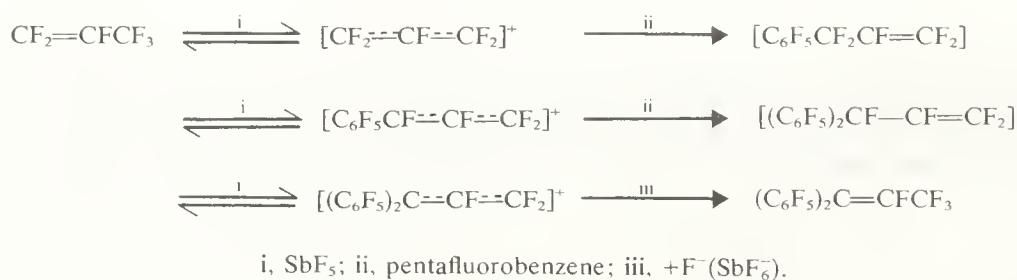 CF₂=CFCF₃ i [CF₂---CF---CF₂]⁺ ii [C₆F₅CF₂CF=CF₂]
i [C₆F₅CF---CF---CF₂]⁺ ii [(C₆F₅)₂CF—CF=CF₂]
i [(C₆F₅)₂C---CF---CF₂]⁺ iii (C₆F₅)₂C=CFCF₃
i, SbF₅; ii, pentafluorobenzene; iii, +F⁻(SbF₆⁻).